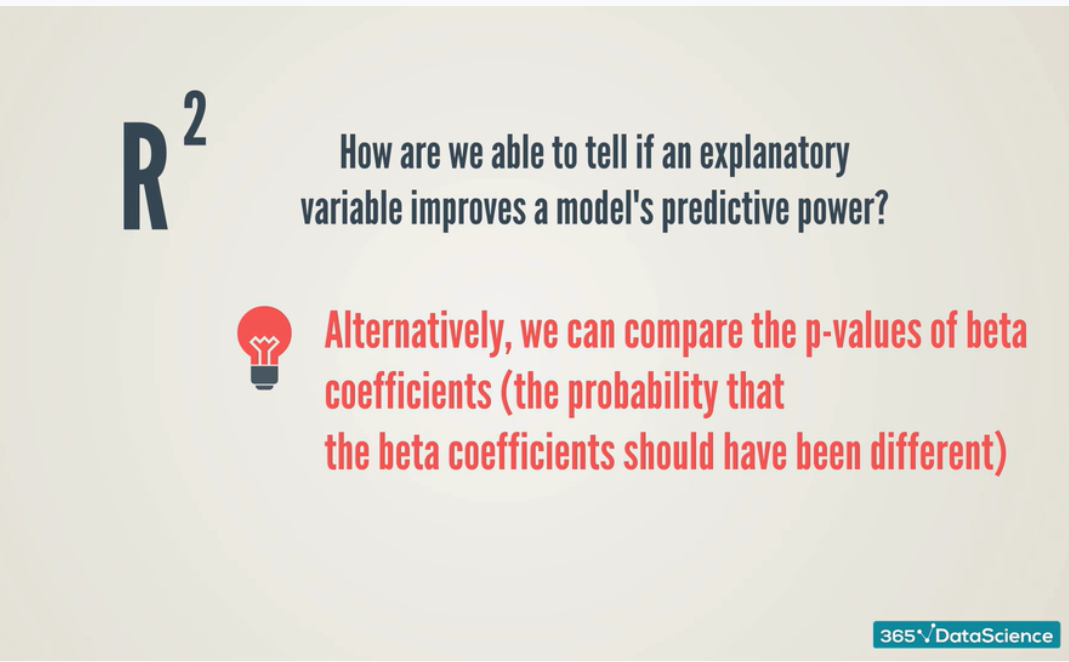 R²
How are we able to tell if an explanatory
variable improves a model's predictive power?
Alternatively, we can compare the p-values of beta
coefficients (the probability that
the beta coefficients should have been different)
365 DataScience